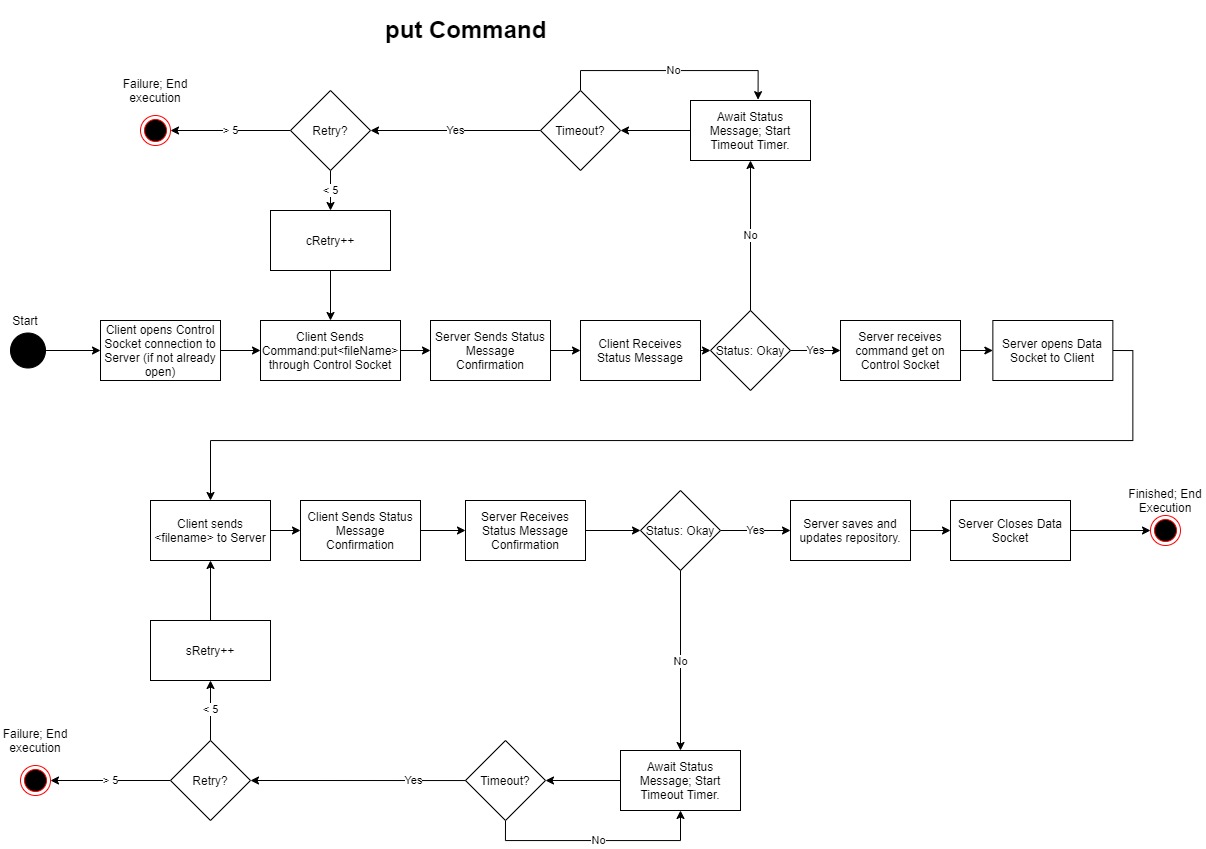 put Command
No
Failure; End
execution
Await Status
Message; Start
Timeout Timer.
> 5
Retry?
Yes
Timeout?
< 5
cRetry++
No
Start
Client opens Control
Socket connection to
Server (if not already
open)
Client Sends
Command:put<fileName>
through Control Socket
Server Sends Status
Message
Confirmation
Client Receives
Status Message
Status: Okay
Yes
Server receives
command get on
Control Socket
Server opens Data
Socket to Client
Client sends
<filename> to Server
Client Sends Status
Message
Confirmation
Server Receives
Status Message
Confirmation
Status: Okay
Yes
Server saves and
updates repository.
Server Closes Data
Socket
Finished; End
Execution
sRetry++
No
< 5
Failure; End
execution
> 5
Retry?
Yes
Timeout?
Await Status
Message; Start
Timeout Timer.
No